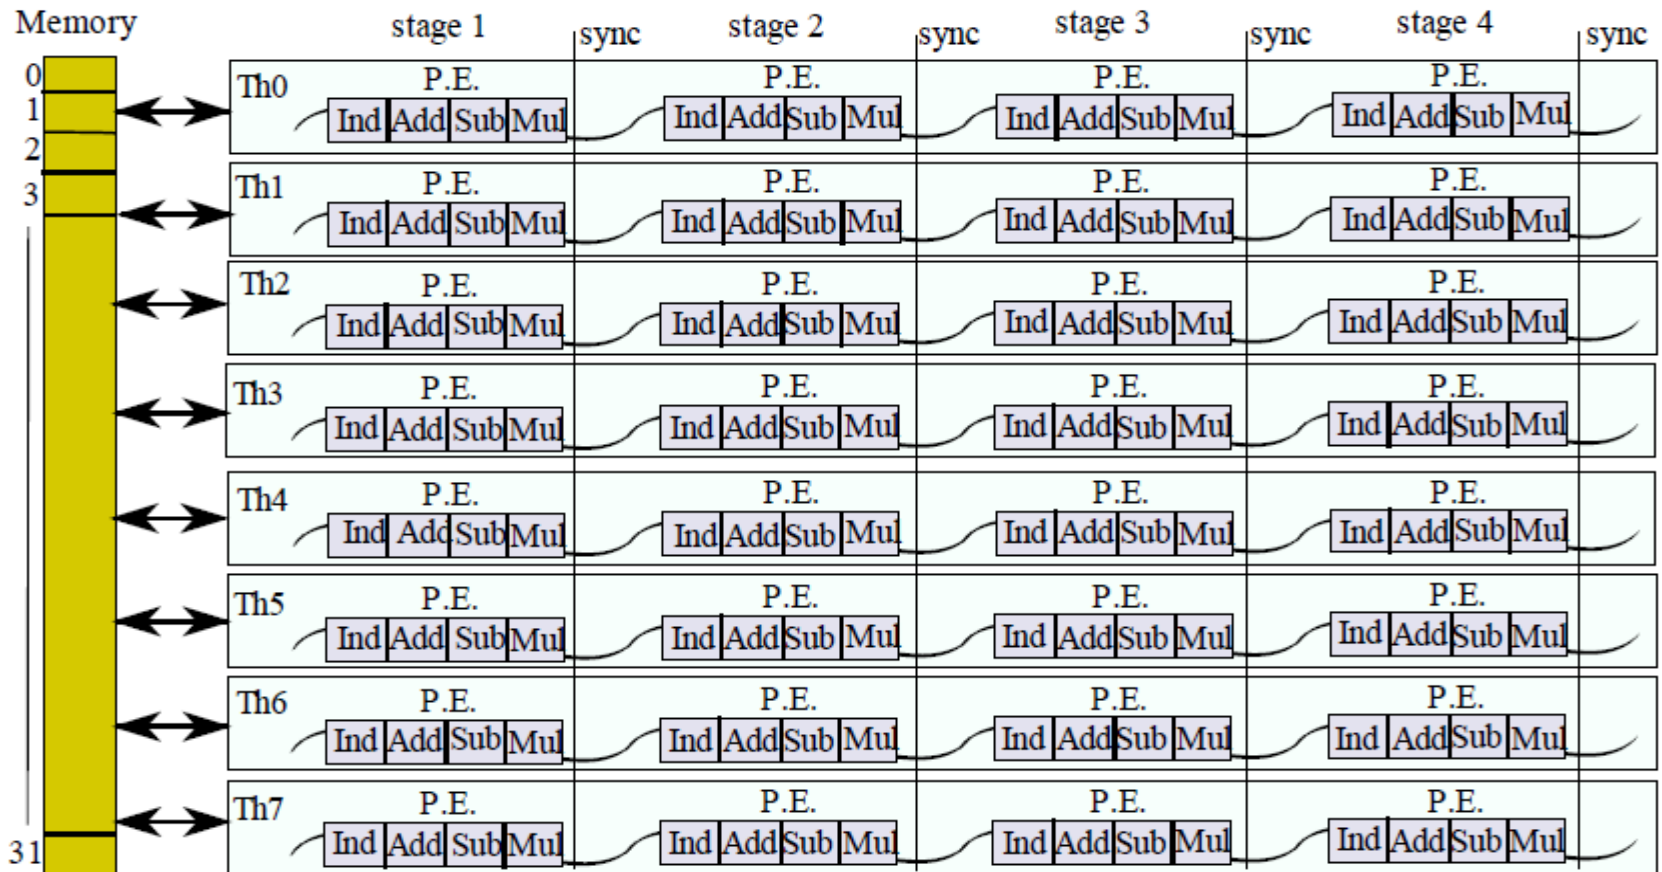 Memory stage 1 sync stage 2 sync stage 3 sync stage 4 sync
0
1
2
3
31
Th0 P.E. P.E. P.E. P.E.
Ind Add Sub Mul Ind Add Sub Mul Ind Add Sub Mul Ind Add Sub Mul
Th1 P.E. P.E. P.E. P.E.
Ind Add Sub Mul Ind Add Sub Mul Ind Add Sub Mul Ind Add Sub Mul
Th2 P.E. P.E. P.E. P.E.
Ind Add Sub Mul Ind Add Sub Mul Ind Add Sub Mul Ind Add Sub Mul
Th3 P.E. P.E. P.E. P.E.
Ind Add Sub Mul Ind Add Sub Mul Ind Add Sub Mul Ind Add Sub Mul
Th4 P.E. P.E. P.E. P.E.
Ind Add Sub Mul Ind Add Sub Mul Ind Add Sub Mul Ind Add Sub Mul
Th5 P.E. P.E. P.E. P.E.
Ind Add Sub Mul Ind Add Sub Mul Ind Add Sub Mul Ind Add Sub Mul
Th6 P.E. P.E. P.E. P.E.
Ind Add Sub Mul Ind Add Sub Mul Ind Add Sub Mul Ind Add Sub Mul
Th7 P.E. P.E. P.E. P.E.
Ind Add Sub Mul Ind Add Sub Mul Ind Add Sub Mul Ind Add Sub Mul